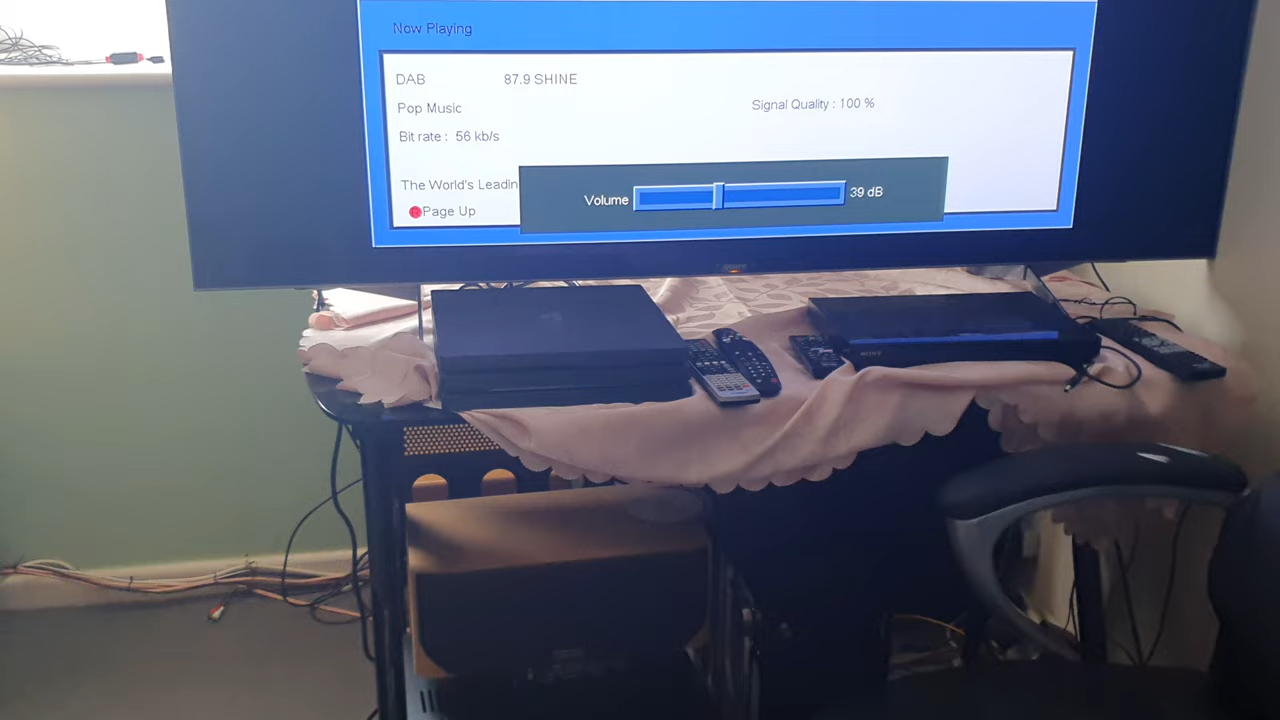 Now Playing
DAB 87.9 SHINE
Pop Music
Signal Quality : 100 %
Bit rate : 56 kb/s
The World's Leadin
Volume 39 dB
Page Up
SONY